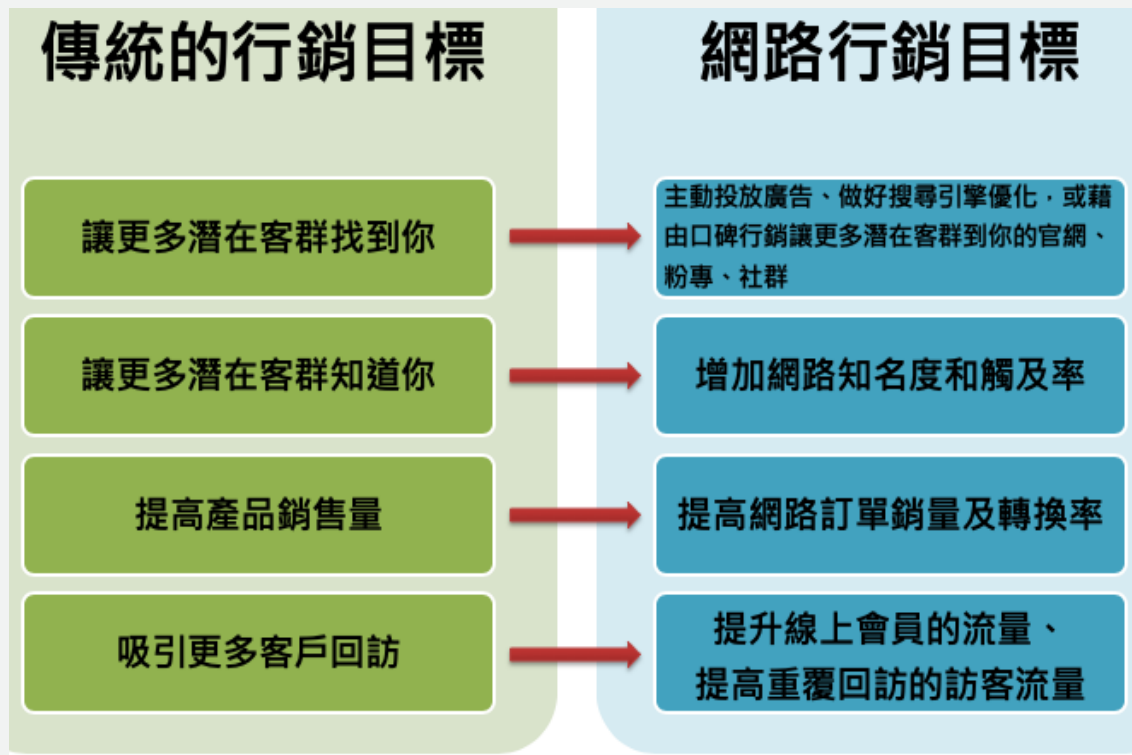 傳統的行銷目標
讓更多潛在客群找到你
讓更多潛在客群知道你
提高產品銷售量
吸引更多客戶回訪
網路行銷目標
主動投放廣告、做好搜尋引擎優化，或藉
由口碑行銷讓更多潛在客群到你的官網、
粉專、社群
增加網路知名度和觸及率
提高網路訂單銷量及轉換率
提升線上會員的流量、
提高重覆回訪的訪客流量